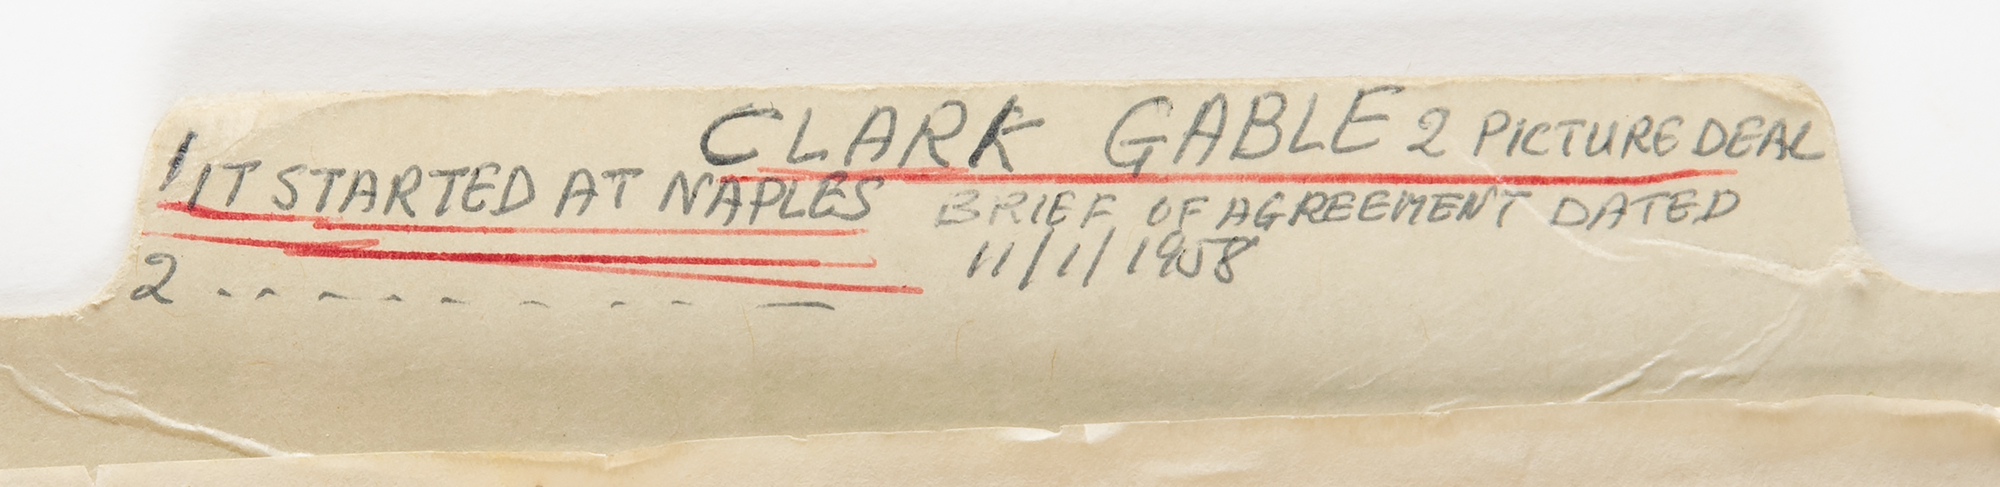 CLARK GABLE 2 PICTURE DEAL
1 IT STARTED AT NAPLES
BRIEF OF AGREEMENT DATED
11/1/1958
2 - - - - - - - - —